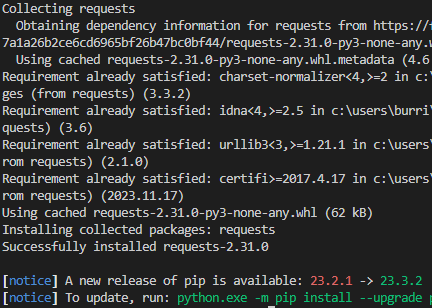 Collecting requests
Obtaining dependency information for requests from https://f
7a1a26b2ce6cd6965bf26b47bc0bf44/requests-2.31.0-py3-none-any.w
Using cached requests-2.31.0-py3-none-any.whl.metadata (4.6
Requirement already satisfied: charset-normalizer<4,>=2 in c:
ges (from requests) (3.3.2)
Requirement already satisfied: idna<4,>=2.5 in c:\users\burri
quests) (3.6)
Requirement already satisfied: urllib3<3,>=1.21.1 in c:\users
rom requests) (2.1.0)
Requirement already satisfied: certifi>=2017.4.17 in c:\users
rom requests) (2023.11.17)
Using cached requests-2.31.0-py3-none-any.whl (62 kB)
Installing collected packages: requests
Successfully installed requests-2.31.0
[notice] A new release of pip is available: 23.2.1 -> 23.3.2
[notice] To update, run: python.exe -m pip install --upgrade p